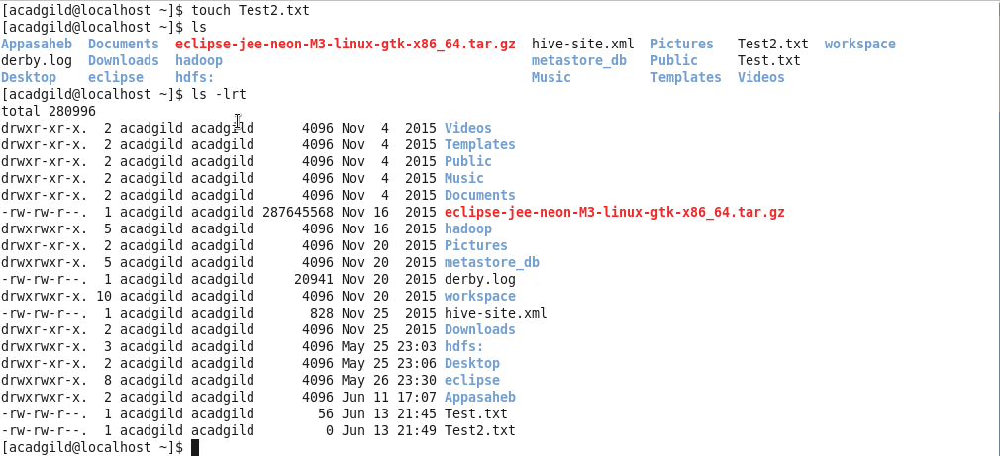 [acadgild@localhost ~]$ touch Test2.txt
[acadgild@localhost ~]$ ls
Appasaheb  Documents  eclipse-jee-neon-M3-linux-gtk-x86_64.tar.gz  hive-site.xml  Pictures   Test2.txt  workspace
derby.log  Downloads  hadoop                                       metastore_db   Public     Test.txt
Desktop    eclipse    hdfs:                                        Music          Templates  Videos
[acadgild@localhost ~]$ ls -lrt
total 280996
drwxr-xr-x.  2 acadgild acadgild      4096 Nov  4  2015 Videos
drwxr-xr-x.  2 acadgild acadgild      4096 Nov  4  2015 Templates
drwxr-xr-x.  2 acadgild acadgild      4096 Nov  4  2015 Public
drwxr-xr-x.  2 acadgild acadgild      4096 Nov  4  2015 Music
drwxr-xr-x.  2 acadgild acadgild      4096 Nov  4  2015 Documents
-rw-rw-r--.  1 acadgild acadgild 287645568 Nov 16  2015 eclipse-jee-neon-M3-linux-gtk-x86_64.tar.gz
drwxrwxr-x.  5 acadgild acadgild      4096 Nov 16  2015 hadoop
drwxr-xr-x.  2 acadgild acadgild      4096 Nov 20  2015 Pictures
drwxrwxr-x.  5 acadgild acadgild      4096 Nov 20  2015 metastore_db
-rw-rw-r--.  1 acadgild acadgild     20941 Nov 20  2015 derby.log
drwxrwxr-x. 10 acadgild acadgild      4096 Nov 20  2015 workspace
-rw-rw-r--.  1 acadgild acadgild       828 Nov 25  2015 hive-site.xml
drwxr-xr-x.  2 acadgild acadgild      4096 Nov 25  2015 Downloads
drwxrwxr-x.  3 acadgild acadgild      4096 May 25 23:03 hdfs:
drwxr-xr-x.  2 acadgild acadgild      4096 May 25 23:06 Desktop
drwxrwxr-x.  8 acadgild acadgild      4096 May 26 23:30 eclipse
drwxrwxr-x.  2 acadgild acadgild      4096 Jun 11 17:07 Appasaheb
-rw-rw-r--.  1 acadgild acadgild        56 Jun 13 21:45 Test.txt
-rw-rw-r--.  1 acadgild acadgild         0 Jun 13 21:49 Test2.txt
[acadgild@localhost ~]$